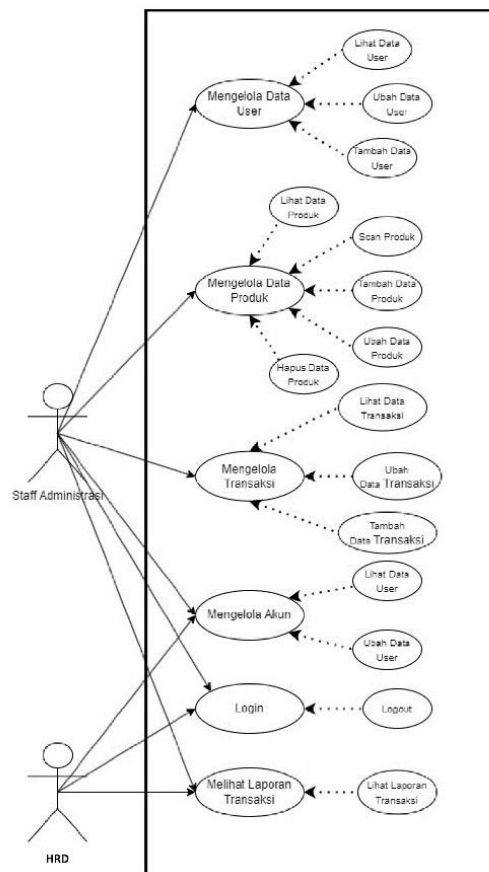 Lihat Data
User
Mengelola Data
User
Ubah Data
User
Tambah Data
User
Lihat Data
Produk
Scan Produk
Mengelola Data
Produk
Tambah Data
Produk
Ubah Data
Produk
Hapus Data
Produk
Lihat Data
Transaksi
Staff Administrasi
Mengelola
Transaksi
Ubah
Data Transaksi
Tambah
Data Transaksi
Lihat Data
User
Mengelola Akun
Ubah Data
User
Login
Logout
Melihat Laporan
Transaksi
Lihat Laporan
Transaksi
HRD